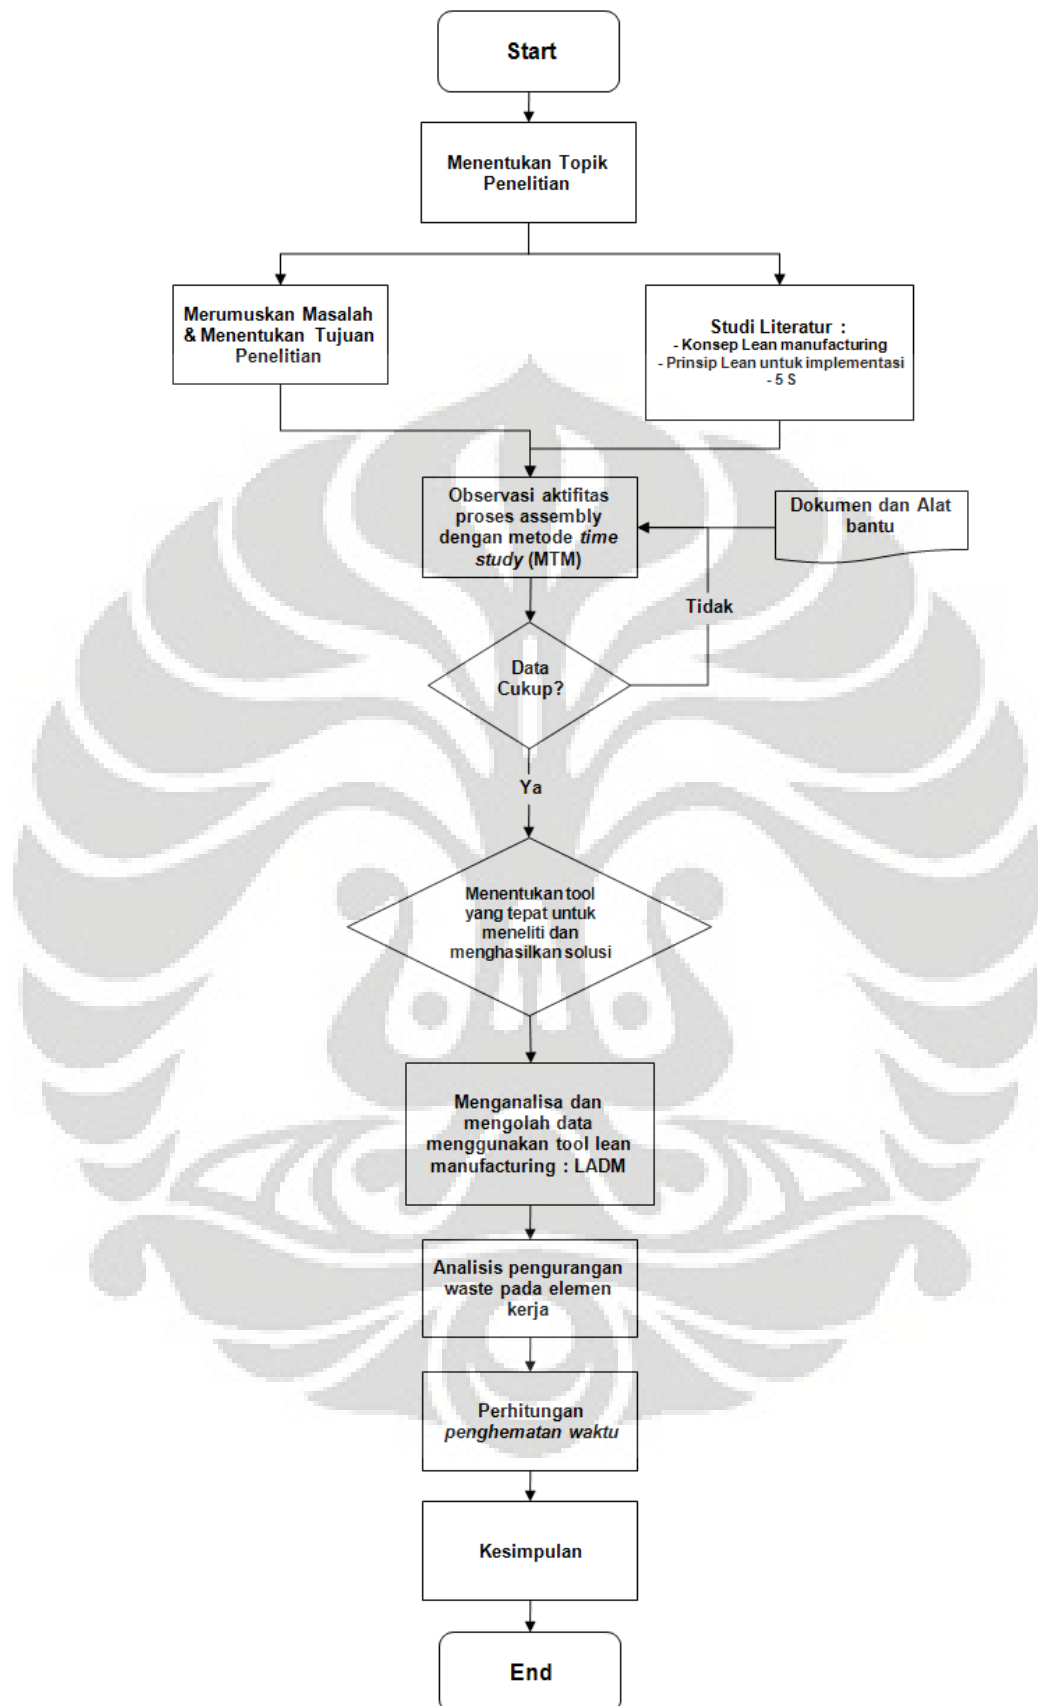 Start
Menentukan Topik
Penelitian
Merumuskan Masalah
& Menentukan Tujuan
Penelitian
Studi Literatur :
- Konsep Lean manufacturing
- Prinsip Lean untuk implementasi
- 5 S
Observasi aktifitas
proses assembly
dengan metode time
study (MTM)
Dokumen dan Alat
bantu
Tidak
Data
Cukup?
Ya
Menentukan tool
yang tepat untuk
meneliti dan
menghasilkan solusi
Menganalisa dan
mengolah data
menggunakan tool lean
manufacturing : LADM
Analisis pengurangan
waste pada elemen
kerja
Perhitungan
penghematan waktu
Kesimpulan
End